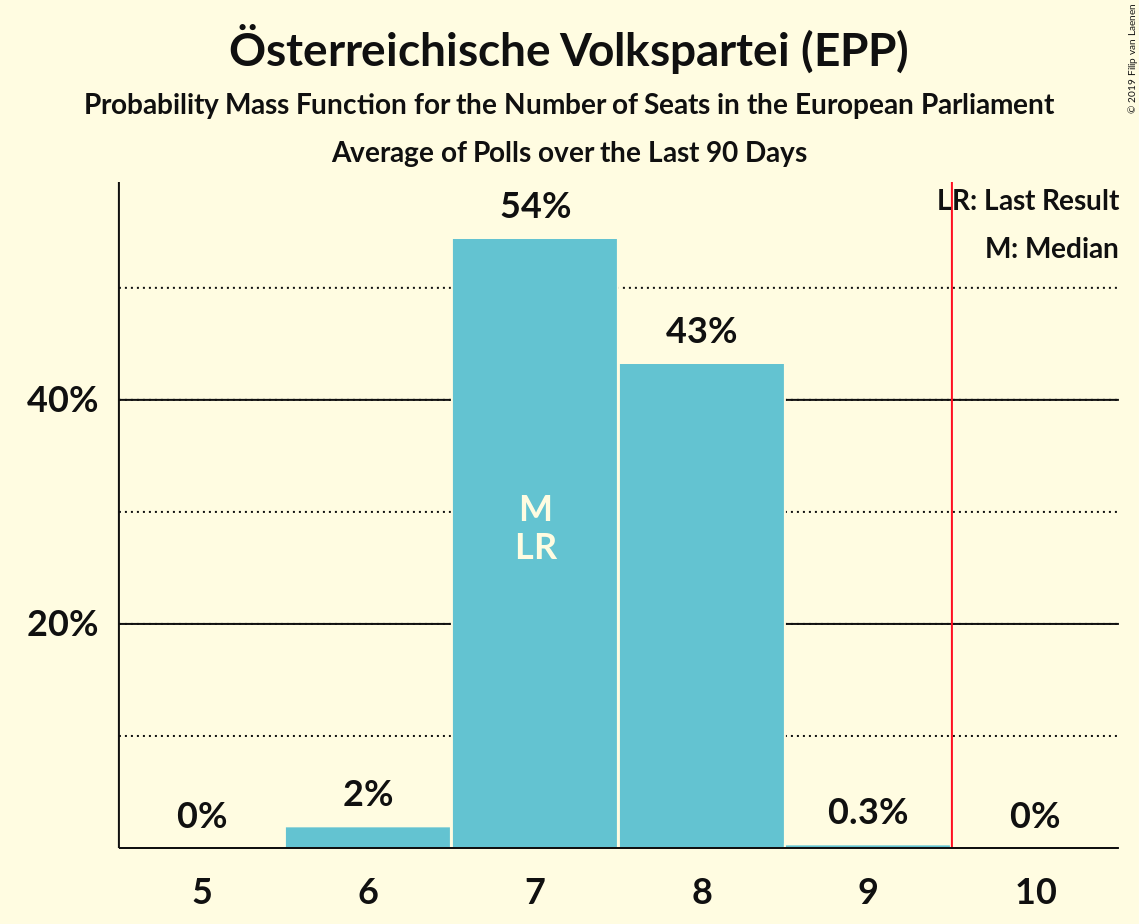 Österreichische Volkspartei (EPP)
Probability Mass Function for the Number of Seats in the European Parliament
Average of Polls over the Last 90 Days
© 2019 Filip van Laenen
LR: Last Result
M: Median
54%
43%
40%
M
LR
20%
0%
2%
0.3%
0%
5
6
7
8
9
10